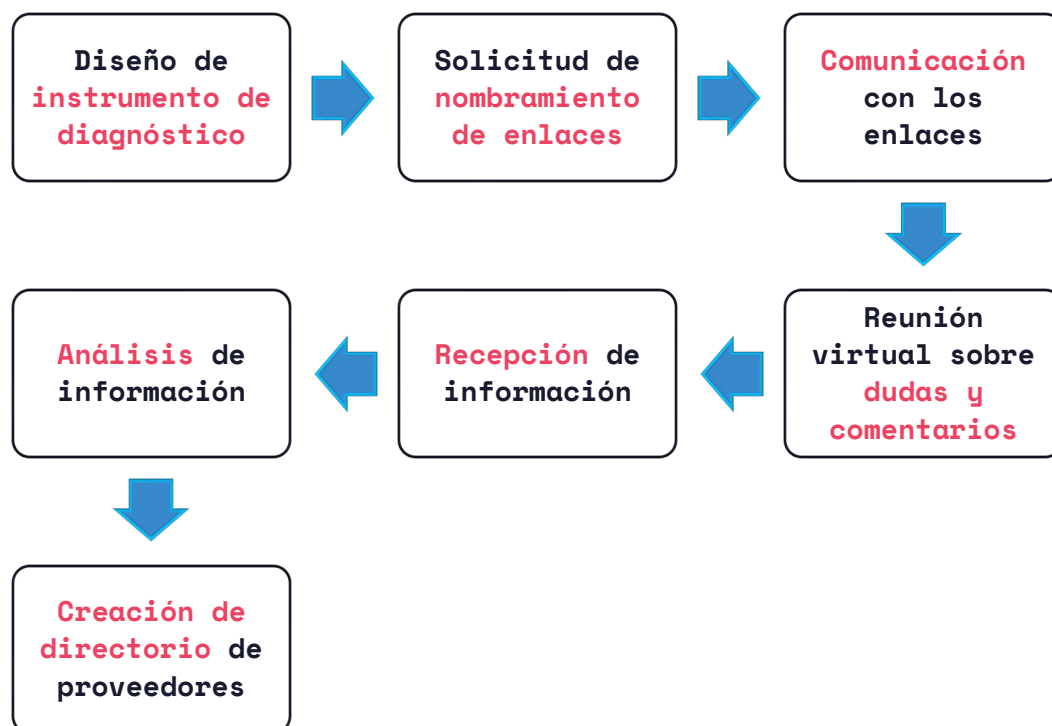 Diseño de
instrumento de
diagnóstico
Solicitud de
nombramiento
de enlaces
Comunicación
con los
enlaces
Reunión
virtual sobre
dudas y
comentarios
Recepción de
información
Análisis de
información
Creación de
directorio de
proveedores